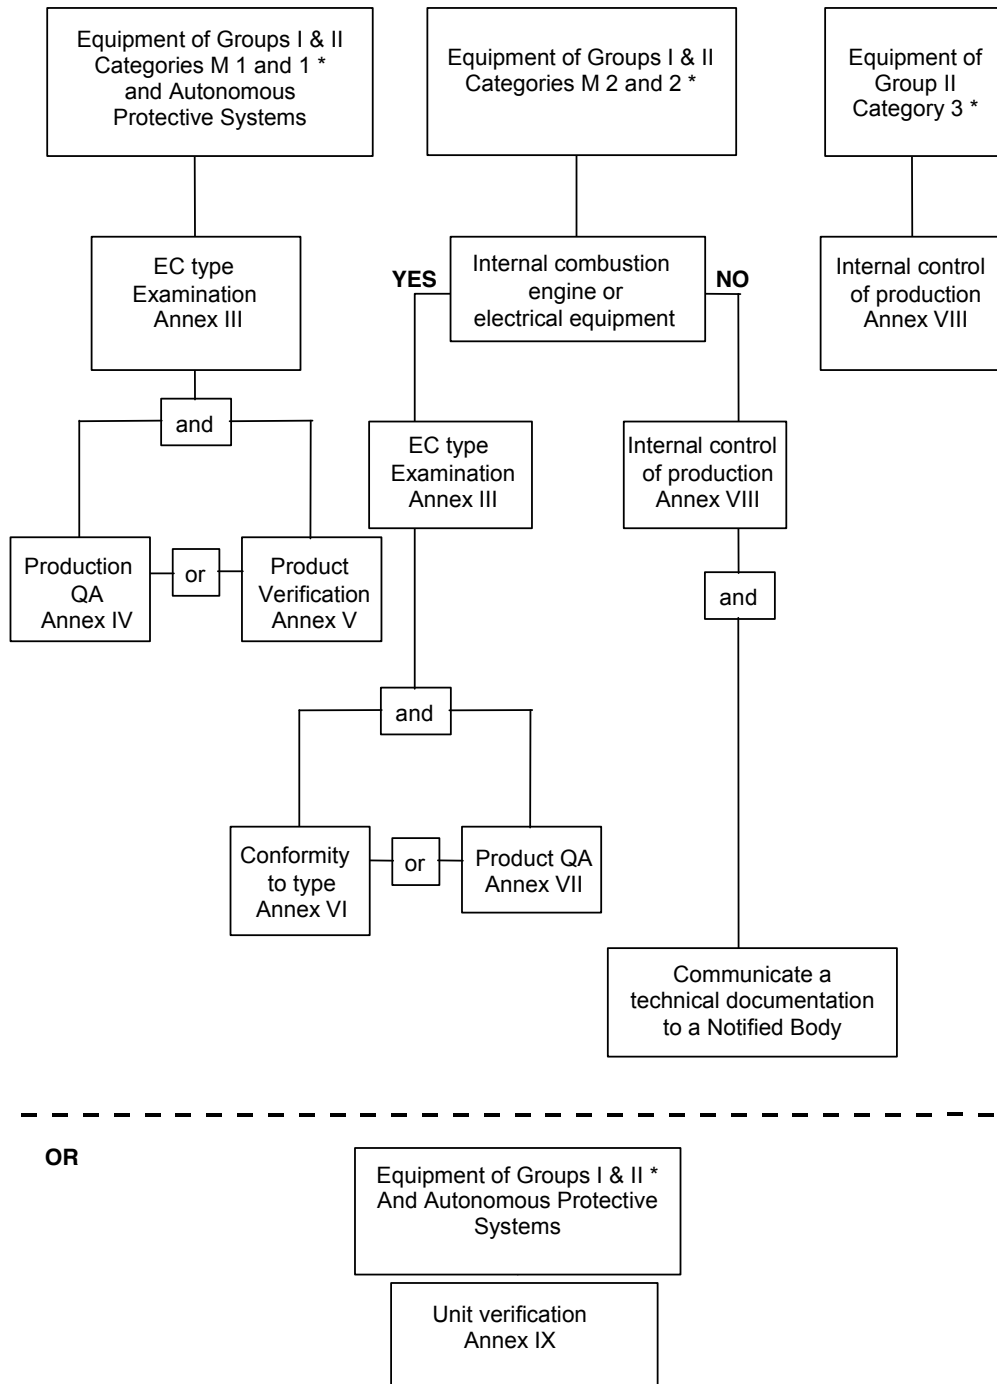 Equipment of Groups I & II
Categories M 1 and 1 *
and Autonomous
Protective Systems
Equipment of Groups I & II
Categories M 2 and 2 *
Equipment of
Group II
Category 3 *
EC type
Examination
Annex III
YES
Internal combustion
engine or
electrical equipment
NO
Internal control
of production
Annex VIII
and
EC type
Examination
Annex III
Internal control
of production
Annex VIII
Production
QA
Annex IV
or
Product
Verification
Annex V
and
and
Conformity
to type
Annex VI
or
Product QA
Annex VII
Communicate a
technical documentation
to a Notified Body
OR
Equipment of Groups I & II *
And Autonomous Protective
Systems
Unit verification
Annex IX